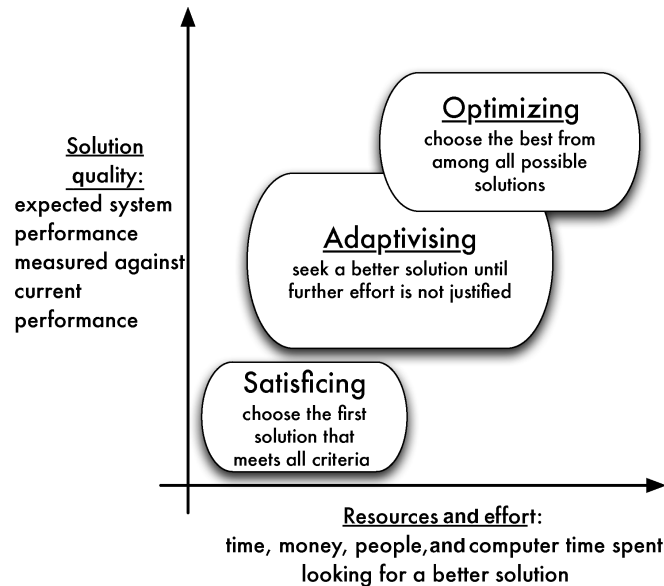 Optimizing
choose the best from
among all possible
solutions
Solution
quality:
expected system
performance
measured against
current
performance
Adaptivising
seek a better solution until
further effort is not justified
Satisficing
choose the first
solution that
meets all criteria
Resources and effort:
time, money, people,and computer time spent
looking for a better solution